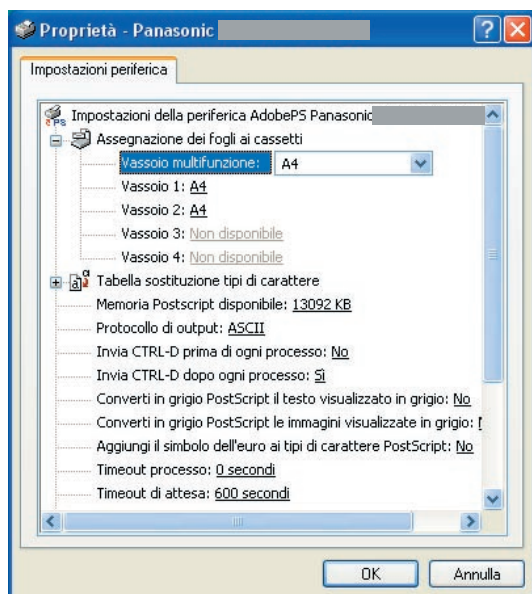 Proprietà - Panasonic
Impostazioni periferica
Impostazioni della periferica AdobePS Panasonic
Assegnazione dei fogli ai cassetti
Vassoio multifunzione: A4
Vassoio 1: A4
Vassoio 2: A4
Vassoio 3: Non disponibile
Vassoio 4: Non disponibile
Tabella sostituzione tipi di carattere
Memoria Postscript disponibile: 13092 KB
Protocollo di output: ASCII
Invia CTRL-D prima di ogni processo: No
Invia CTRL-D dopo ogni processo: Sì
Converti in grigio PostScript il testo visualizzato in grigio: No
Converti in grigio PostScript le immagini visualizzate in grigio:
Aggiungi il simbolo dell'euro ai tipi di carattere PostScript: No
Timeout processo: 0 secondi
Timeout di attesa: 600 secondi
OK Annulla